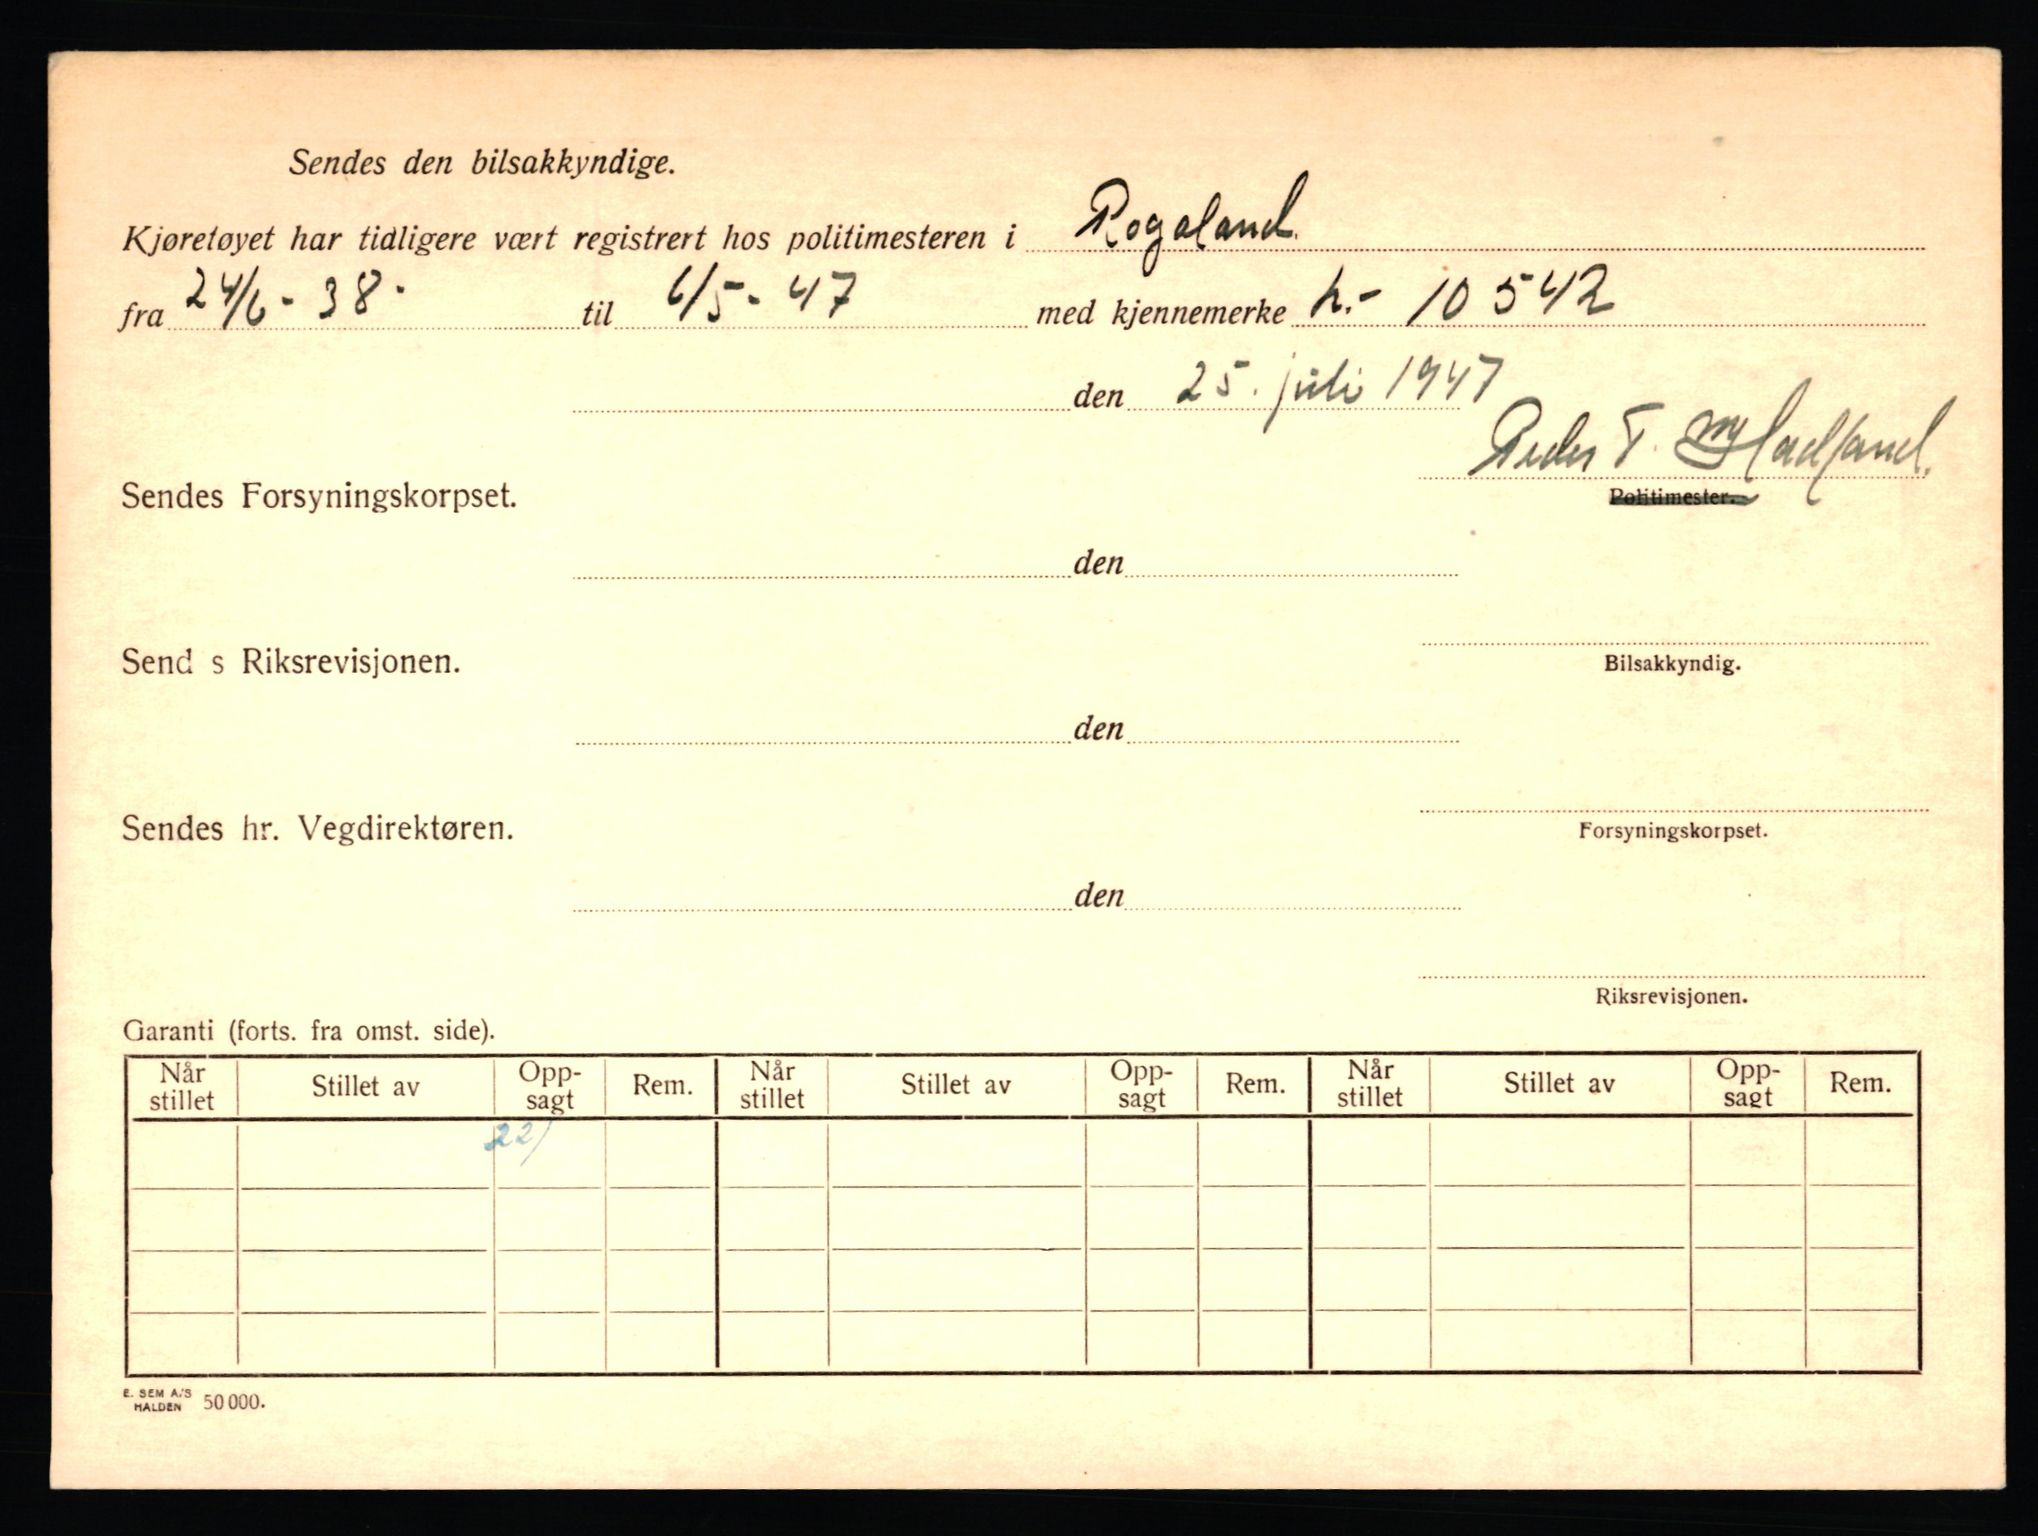 Sendes den bilsakkyndige.
Kjøretøyet har tidligere vært registrert hos politimesteren i Rogaland.
fra 24/6 - 38 - til 6/5 - 47 med kjennemerke 10542
den 25. juli 1947
Peder T.
Sendes Forsyningskorpset.
Politimester.
den
Send s Riksrevisjonen.
Bilsakkyndig.
den
Sendes hr. Vegdirektøren.
Forsyningskorpset.
den
Riksrevisjonen.
Garanti (forts. fra omst. side).
Når stillet Stillet av Opp- sagt Rem. Når stillet Stillet av Opp- sagt Rem. Når stillet Stillet av Opp- sagt Rem.
22/
E. SEM A/S
HALDEN 50 000.